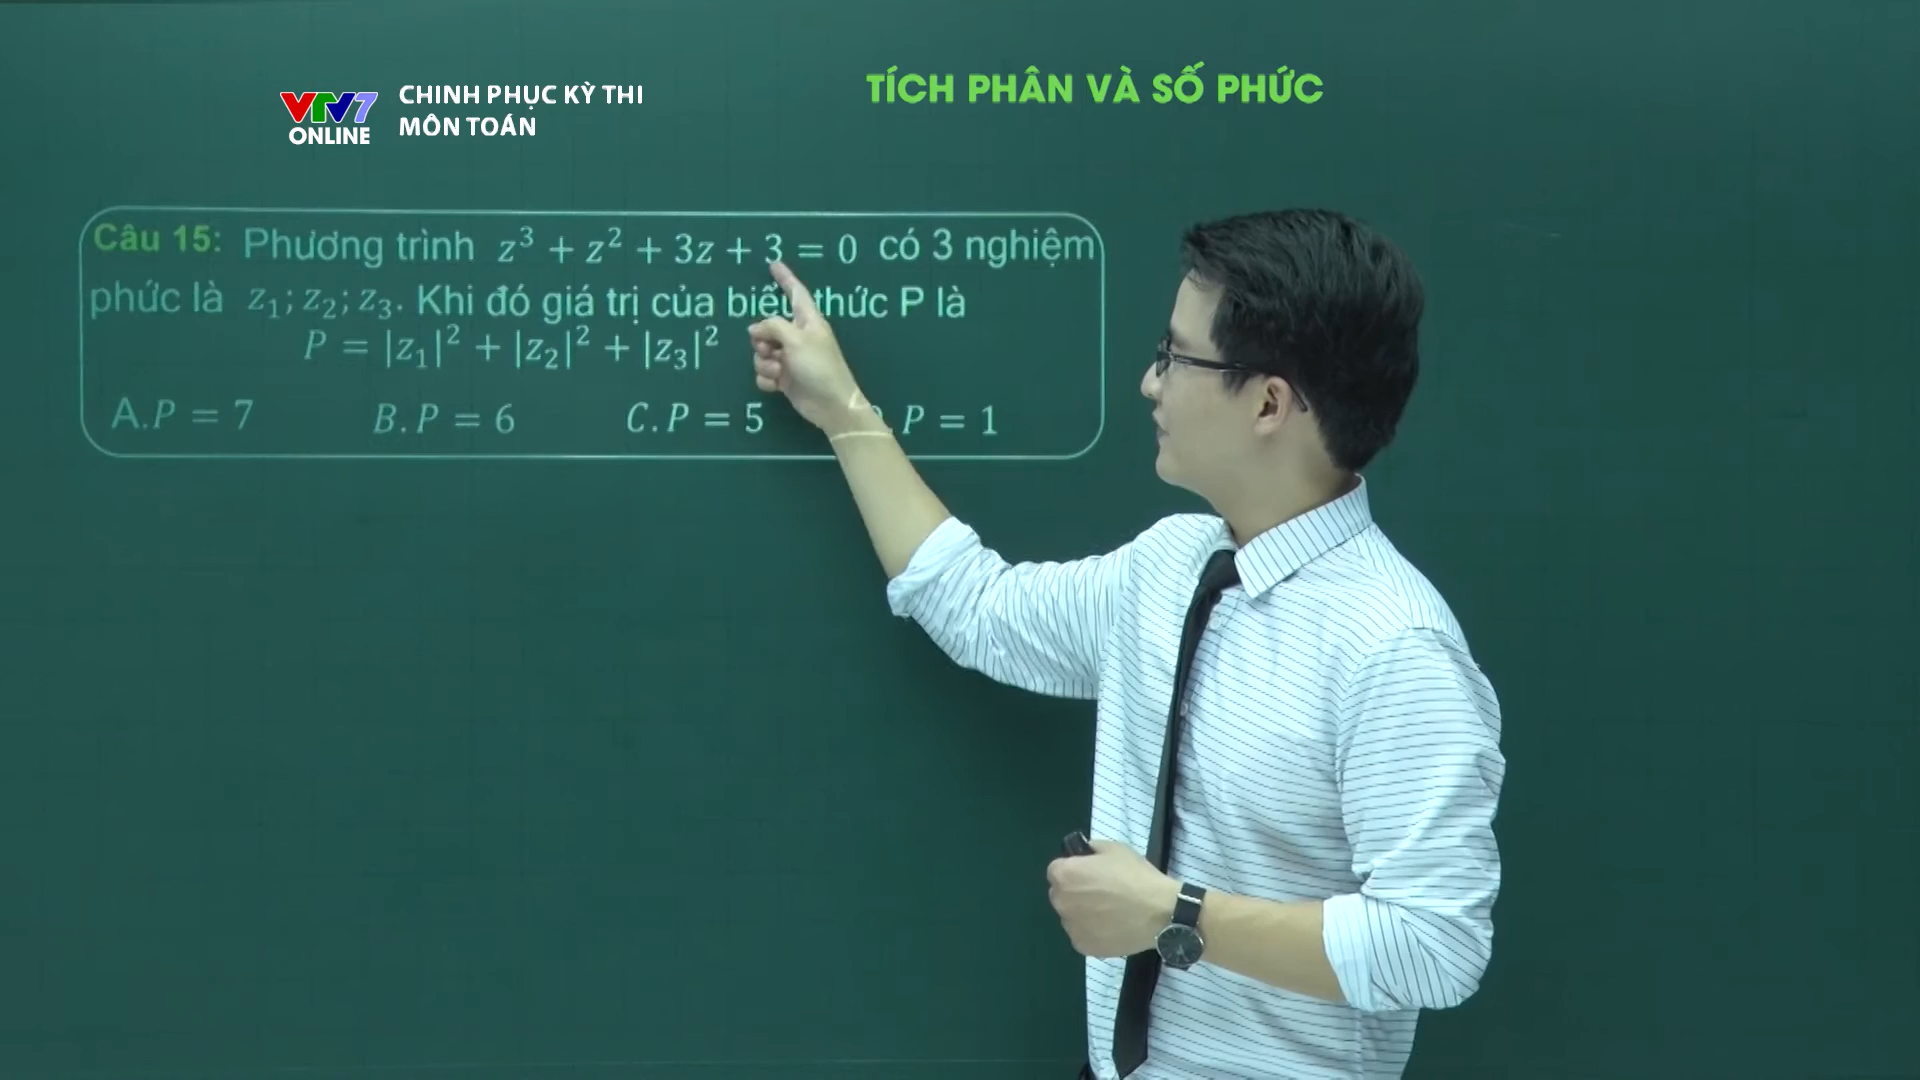 VTV7
ONLINE
CHINH PHỤC KỲ THI
MÔN TOÁN
TÍCH PHÂN VÀ SỐ PHỨC
Câu 15: Phương trình z³ + z² + 3z + 3 = 0 có 3 nghiệm
phức là z₁; z₂; z₃. Khi đó giá trị của biểu thức P là
P = |z₁|² + |z₂|² + |z₃|²
A.P = 7 B.P = 6 C.P = 5 . P = 1